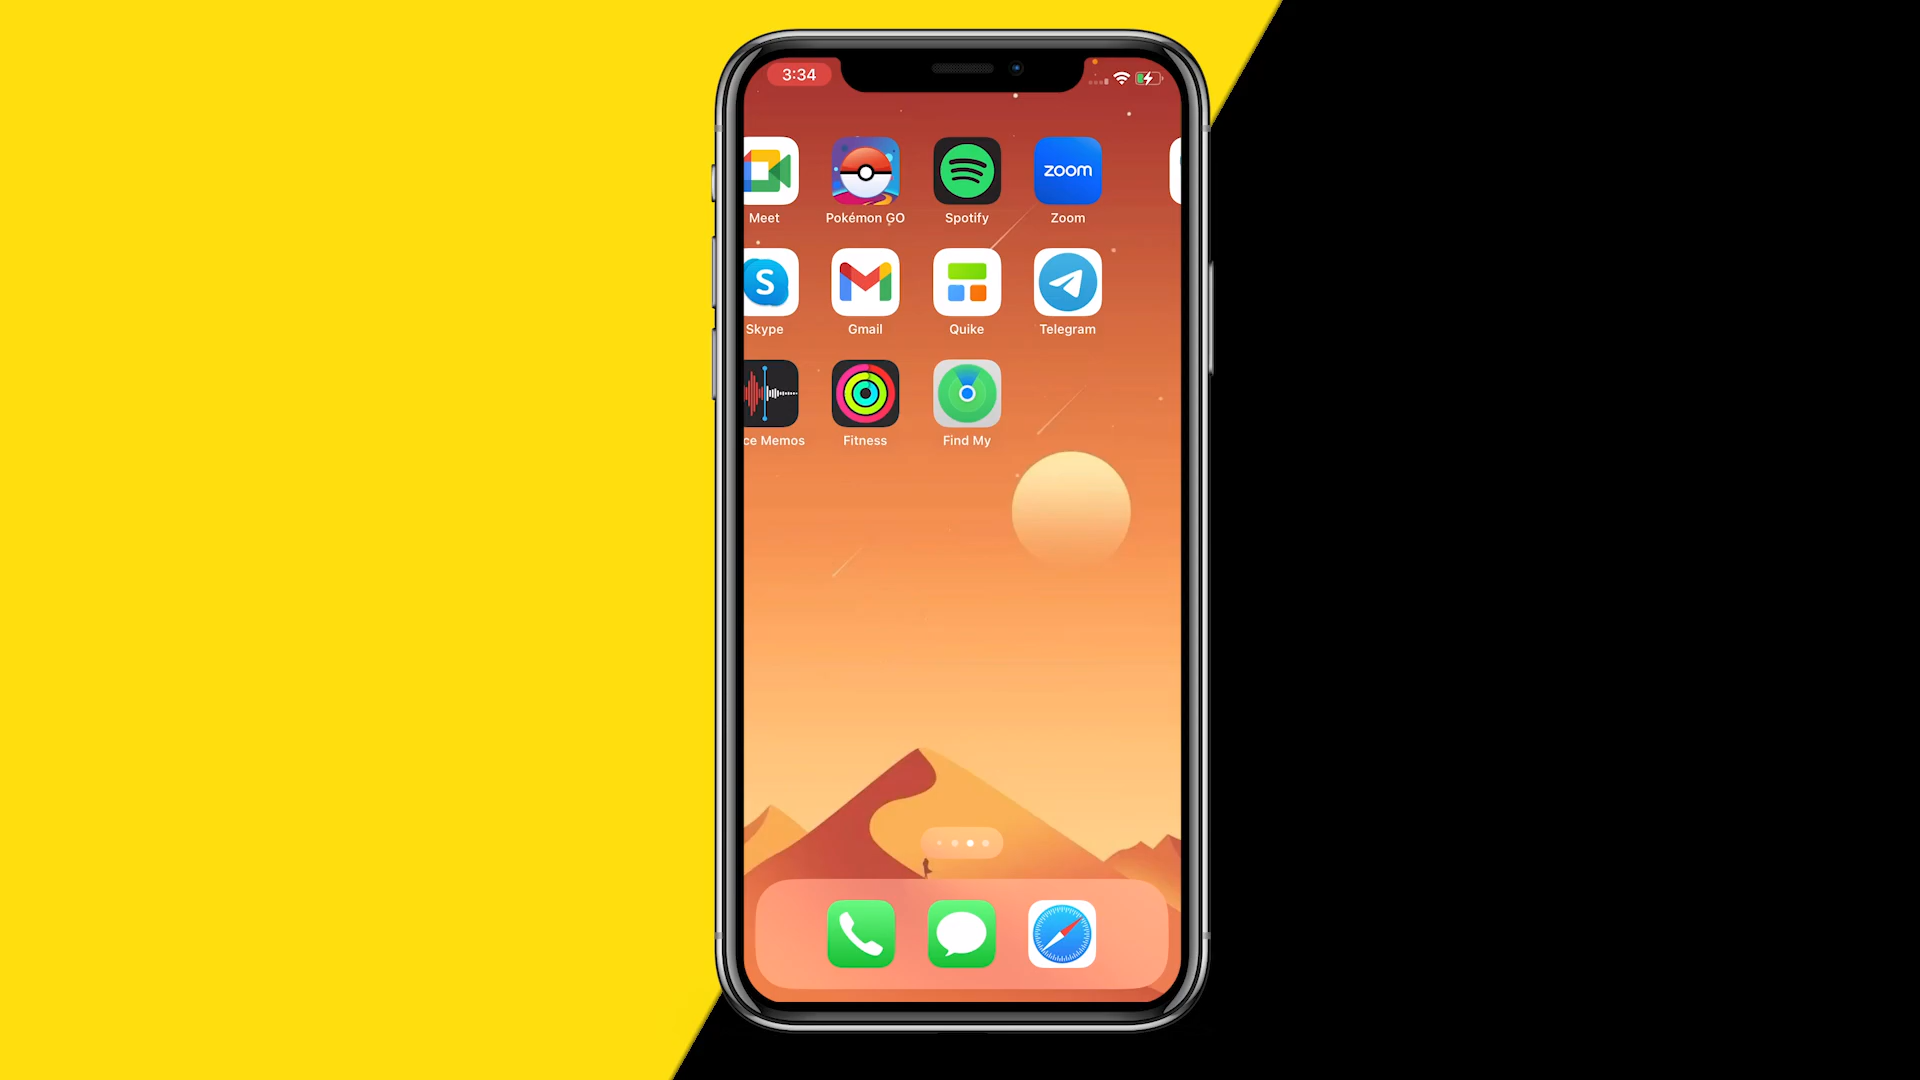 3:34
Meet
Pokémon GO
Spotify
zoom
Zoom
S
Skype
Gmail
Quike
Telegram
ce Memos
Fitness
Find My